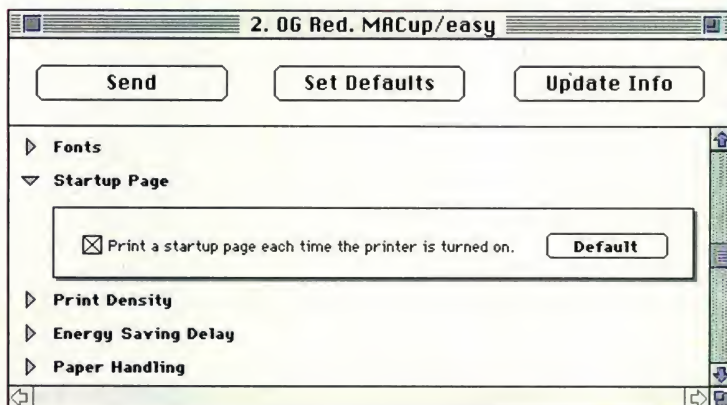 2. OG Red. MACup/easy
Send
Set Defaults
Update Info
Fonts
Startup Page
Print a startup page each time the printer is turned on.
Default
Print Density
Energy Saving Delay
Paper Handling